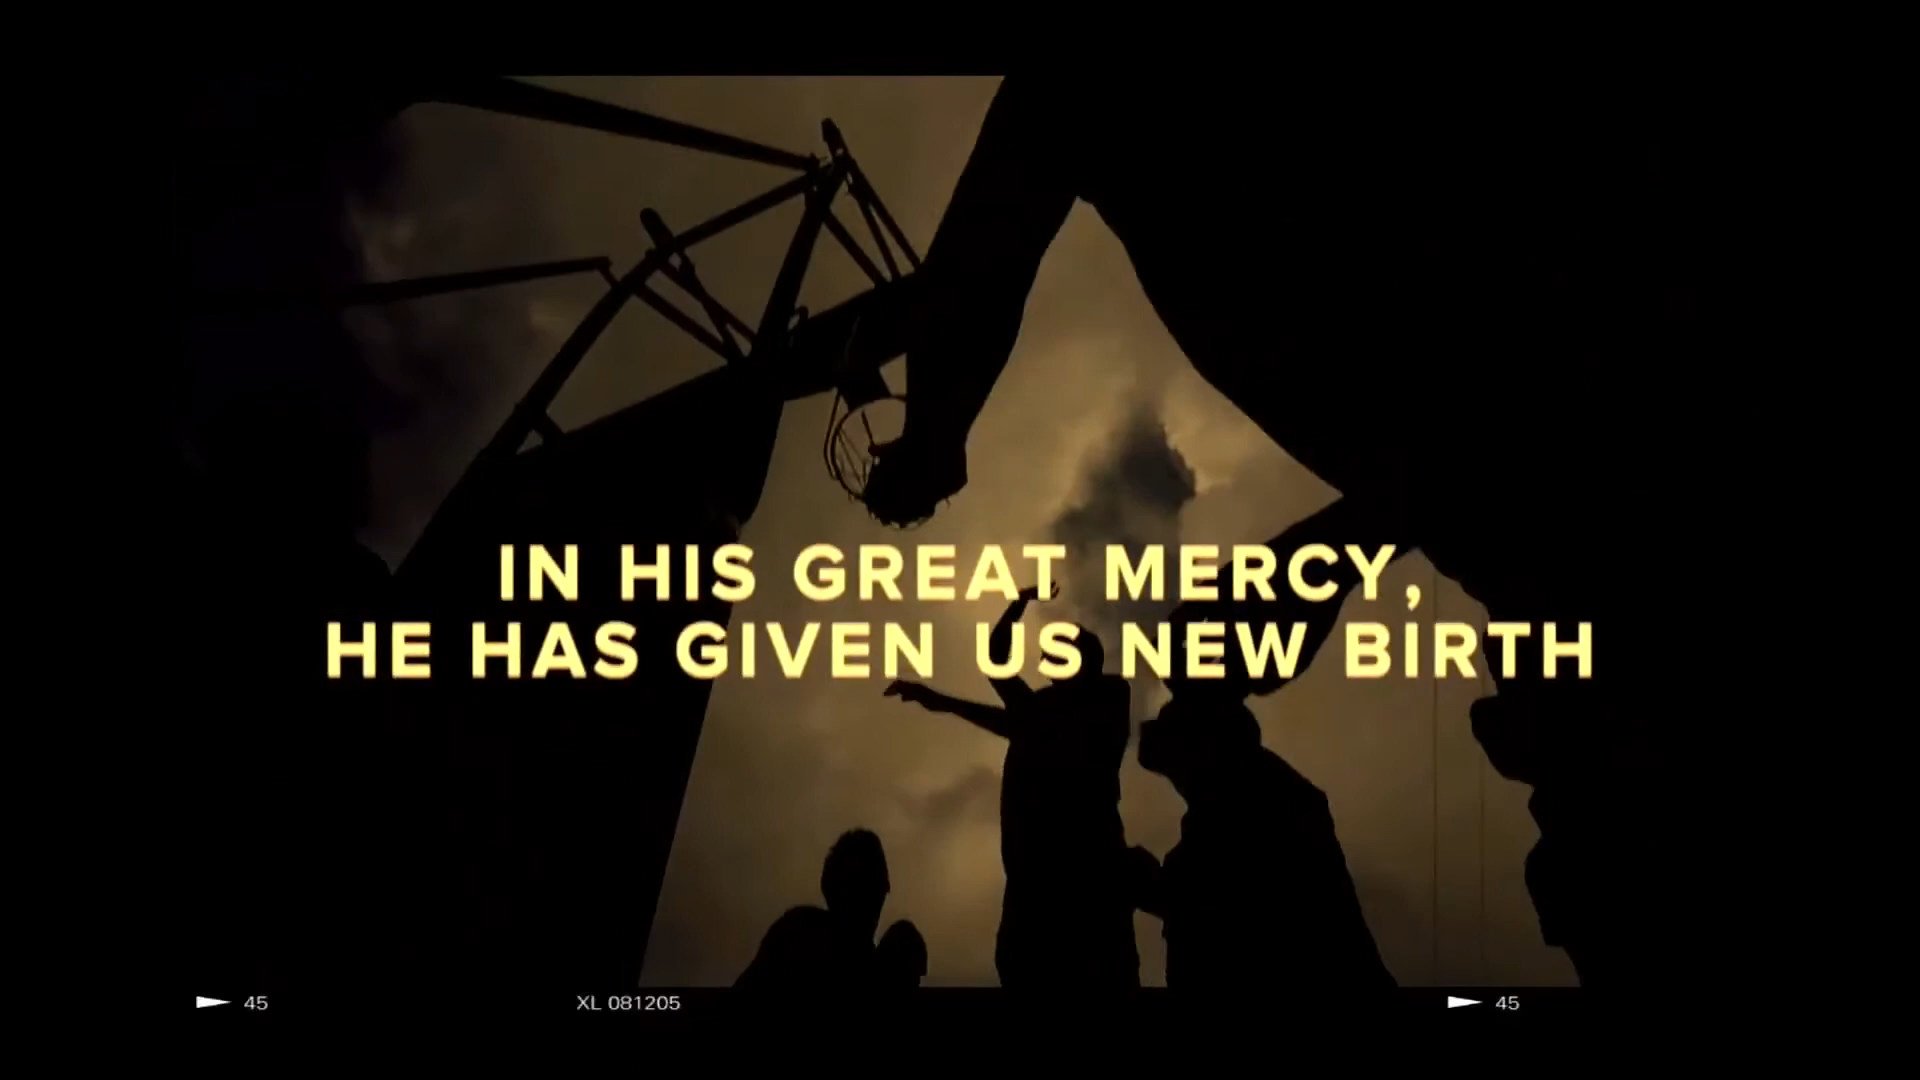 IN HIS GREAT MERCY,
HE HAS GIVEN US NEW BIRTH
45
XL 081205
45